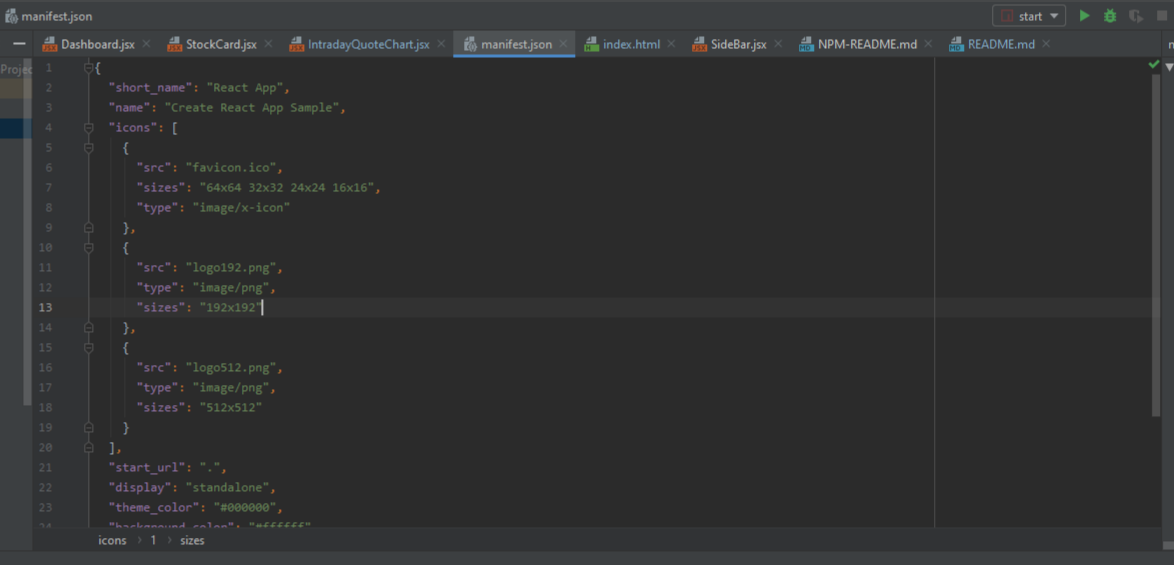 manifest.json
start
Dashboard.jsx
StockCard.jsx
IntradayQuoteChart.jsx
manifest.json
index.html
SideBar.jsx
NPM-README.md
README.md
Projec
1 {
2 "short_name": "React App",
3 "name": "Create React App Sample",
4 "icons": [
5 {
6 "src": "favicon.ico",
7 "sizes": "64x64 32x32 24x24 16x16",
8 "type": "image/x-icon"
9 },
10 {
11 "src": "logo192.png",
12 "type": "image/png",
13 "sizes": "192x192"
14 },
15 {
16 "src": "logo512.png",
17 "type": "image/png",
18 "sizes": "512x512"
19 }
20 ],
21 "start_url": ".",
22 "display": "standalone",
23 "theme_color": "#000000",
24 "background_color": "#ffffff"
icons > 1 > sizes